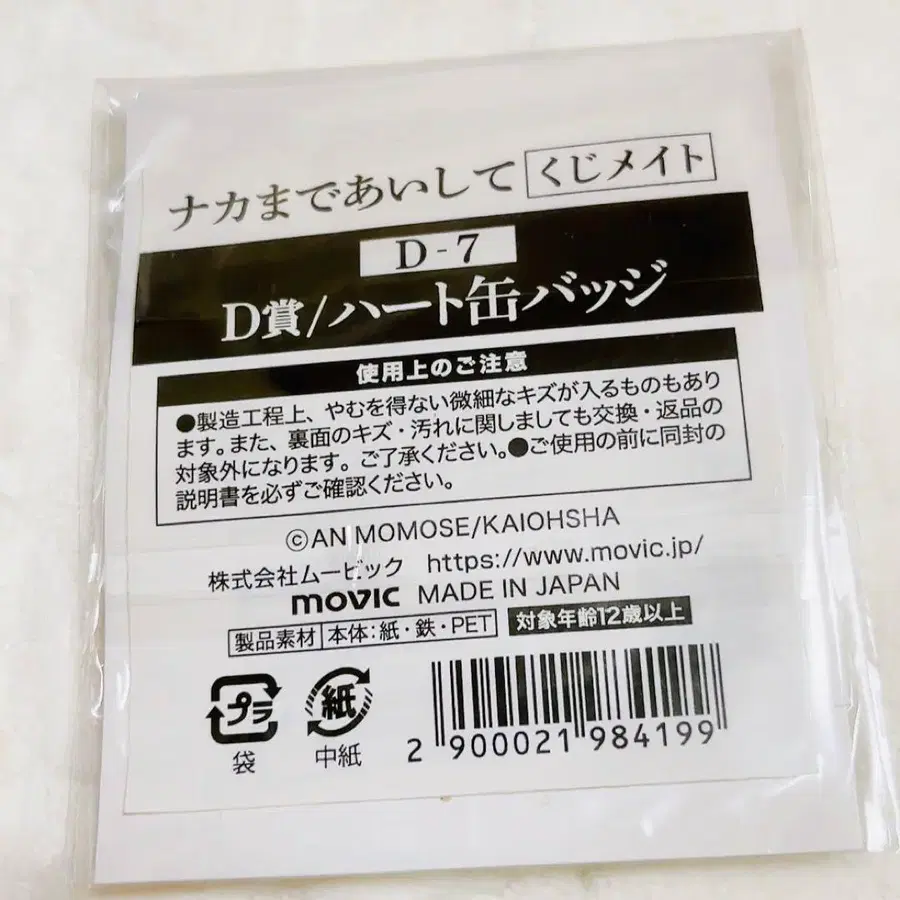 ナカまであいして くじメイト
D-7
D賞/ハート缶バッジ
使用上のご注意
●製造工程上、やむを得ない微細なキズが入るものもあり
ます。また、裏面のキズ・汚れに関しましても交換・返品の
対象外になります。ご了承ください。●ご使用の前に同封の
説明書を必ずご確認ください。
©AN MOMOSE/KAIOHSHA
株式会社ムービック https://www.movic.jp/
movic MADE IN JAPAN
製品素材 本体:紙・鉄・PET 対象年齢12歳以上
プラ 紙
袋 中紙
2 900021 984199